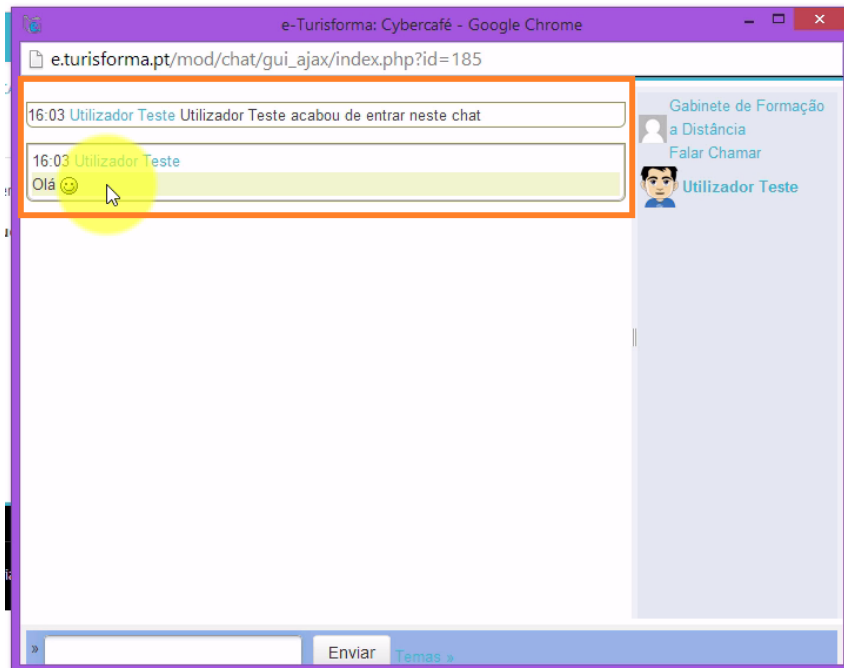 e-Turisforma: Cybercafé - Google Chrome
e.turisforma.pt/mod/chat/gui_ajax/index.php?id=185
16:03 Utilizador Teste Utilizador Teste acabou de entrar neste chat
16:03 Utilizador Teste
Olá
Gabinete de Formação
a Distância
Falar Chamar
Utilizador Teste
» Enviar Temas »